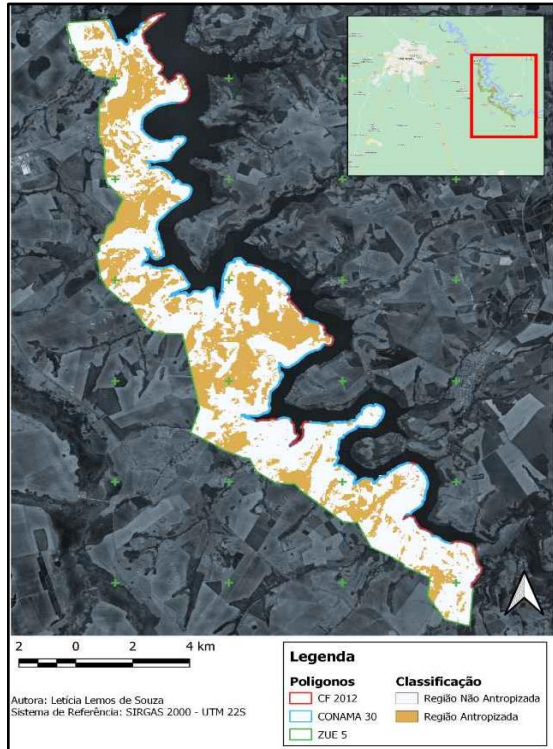 2 0 2 4 km
Autora: Letícia Lemos de Souza
Sistema de Referência: SIRGAS 2000 - UTM 22S
Legenda
Polígonos
CF 2012
CONAMA 30
ZUE 5
Classificação
Região Não Antropizada
Região Antropizada